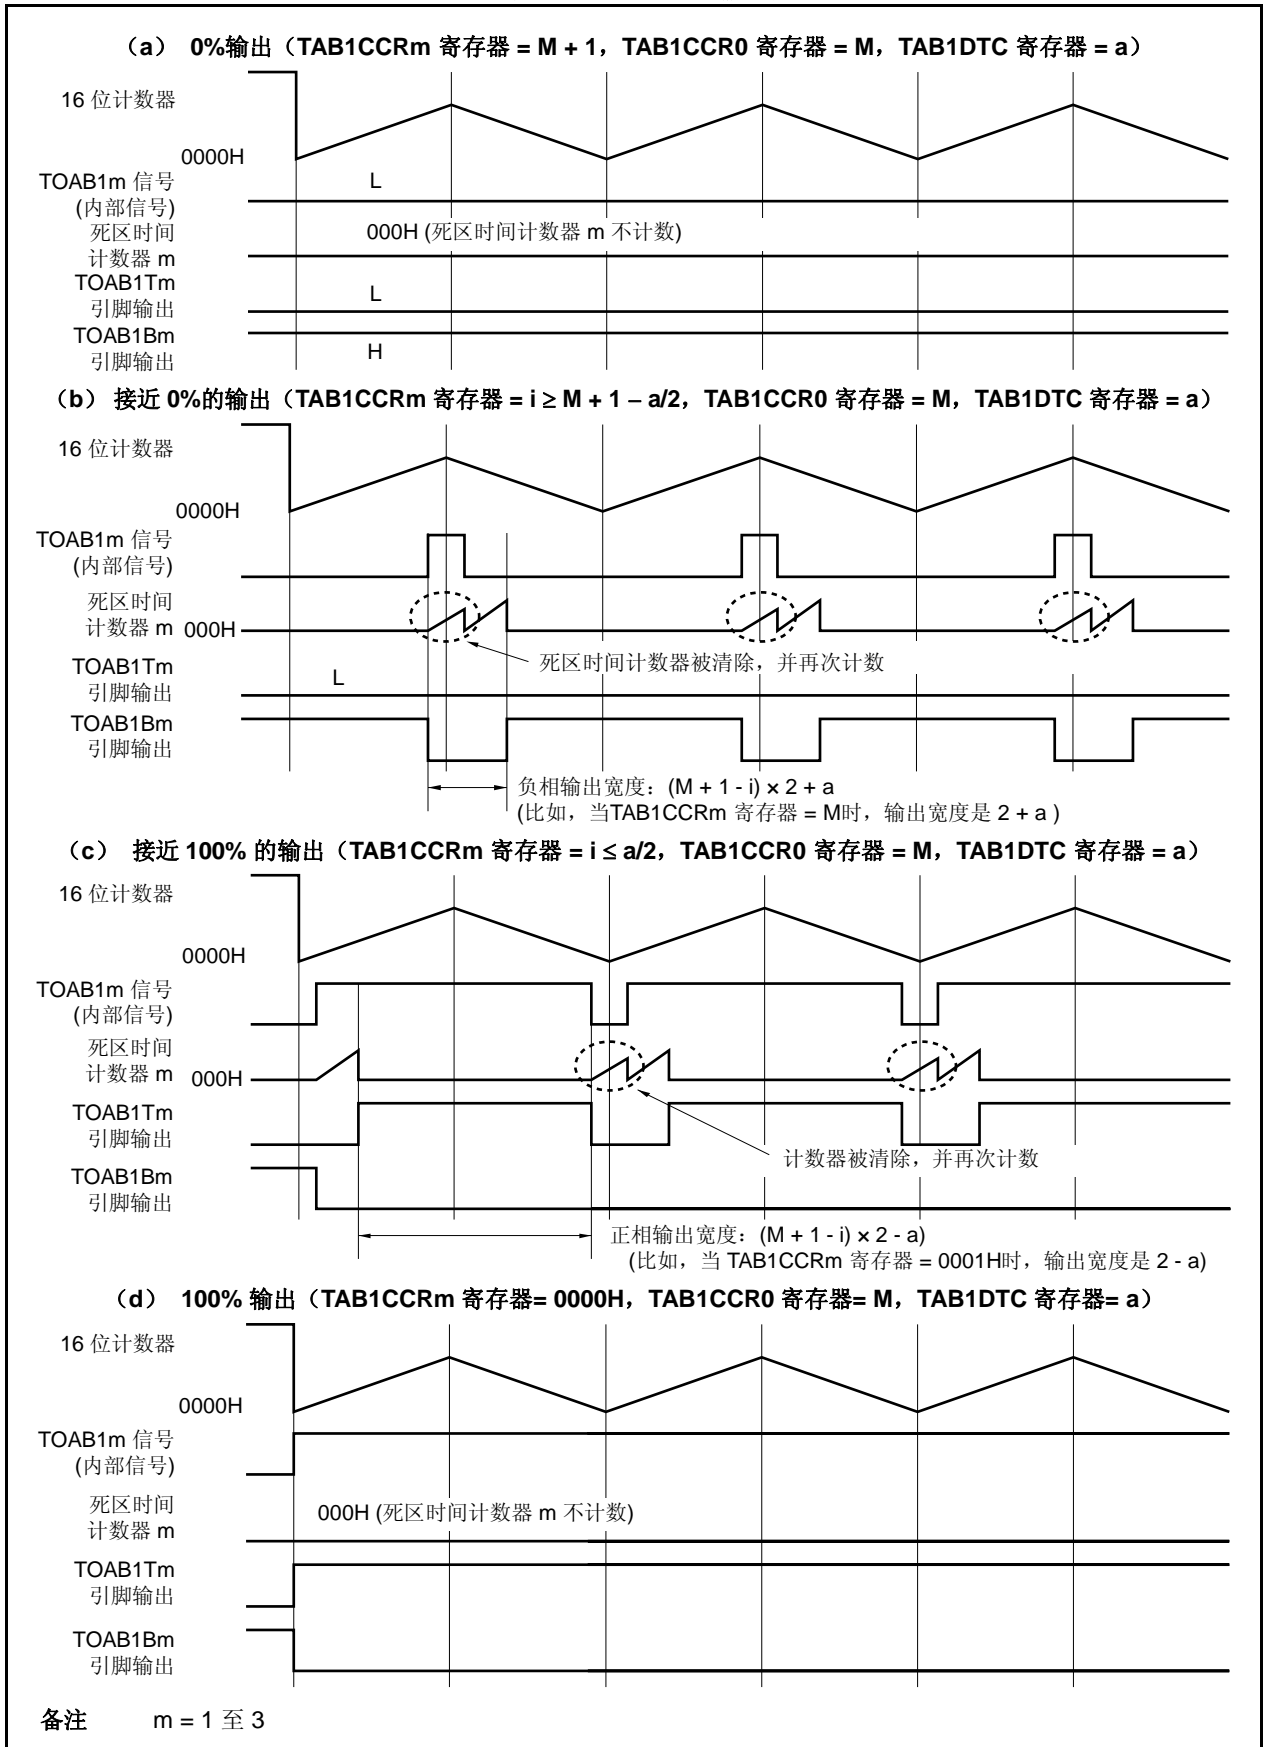 （a） 0%输出（TAB1CCRm 寄存器 = M + 1，TAB1CCR0 寄存器 = M，TAB1DTC 寄存器 = a）
16 位计数器
0000H
TOAB1m 信号
(内部信号)
L
死区时间
计数器 m
000H (死区时间计数器 m 不计数)
TOAB1Tm
引脚输出
L
TOAB1Bm
引脚输出
H
（b） 接近 0%的输出（TAB1CCRm 寄存器 = i ≥ M + 1 – a/2，TAB1CCR0 寄存器 = M，TAB1DTC 寄存器 = a）
16 位计数器
0000H
TOAB1m 信号
(内部信号)
死区时间
计数器 m 000H
死区时间计数器被清除，并再次计数
TOAB1Tm
引脚输出
L
TOAB1Bm
引脚输出
负相输出宽度：(M + 1 - i) × 2 + a
(比如，当TAB1CCRm 寄存器 = M时，输出宽度是 2 + a )
（c） 接近 100% 的输出（TAB1CCRm 寄存器 = i ≤ a/2，TAB1CCR0 寄存器 = M，TAB1DTC 寄存器 = a）
16 位计数器
0000H
TOAB1m 信号
(内部信号)
死区时间
计数器 m 000H
TOAB1Tm
引脚输出
计数器被清除，并再次计数
TOAB1Bm
引脚输出
正相输出宽度：(M + 1 - i) × 2 - a)
(比如，当 TAB1CCRm 寄存器 = 0001H时，输出宽度是 2 - a)
（d） 100% 输出（TAB1CCRm 寄存器= 0000H，TAB1CCR0 寄存器= M，TAB1DTC 寄存器= a）
16 位计数器
0000H
TOAB1m 信号
(内部信号)
死区时间
计数器 m
000H (死区时间计数器 m 不计数)
TOAB1Tm
引脚输出
TOAB1Bm
引脚输出
备注 m = 1 至 3